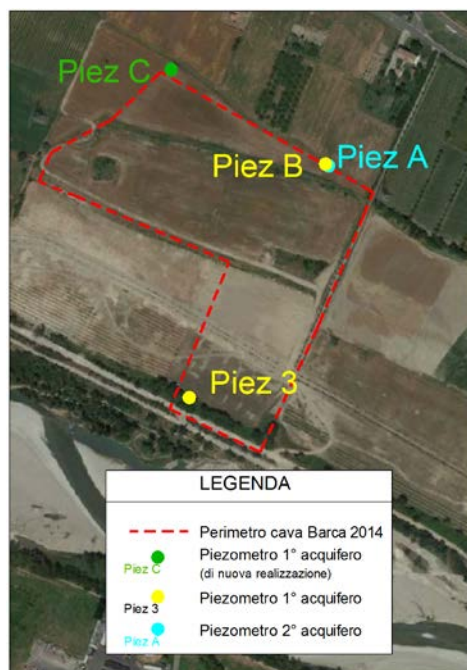 Piez C
Piez B
Piez A
Piez 3
LEGENDA
Perimetro cava Barca 2014
Piezometro 1° acquifero
(di nuova realizzazione)
Piez C
Piezometro 1° acquifero
Piez 3
Piezometro 2° acquifero
Piez A